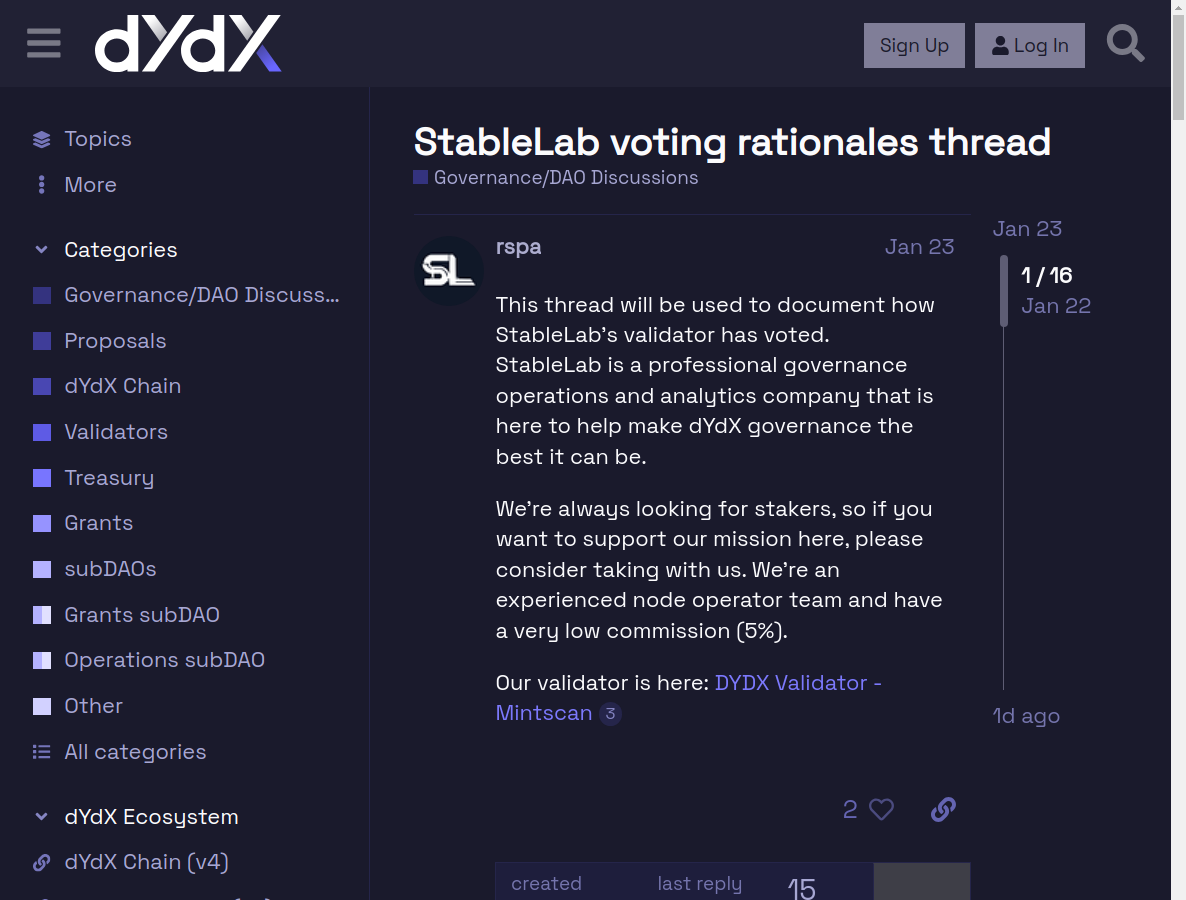 dYdX
Sign Up
Log In
Topics
More
Categories
Governance/DAO Discuss...
Proposals
dYdX Chain
Validators
Treasury
Grants
subDAOs
Grants subDAO
Operations subDAO
Other
All categories
dYdX Ecosystem
dYdX Chain (v4)
StableLab voting rationales thread
Governance/DAO Discussions
SL
rspa
Jan 23
This thread will be used to document how
StableLab’s validator has voted.
StableLab is a professional governance
operations and analytics company that is
here to help make dYdX governance the
best it can be.
We’re always looking for stakers, so if you
want to support our mission here, please
consider taking with us. We’re an
experienced node operator team and have
a very low commission (5%).
Our validator is here: DYDX Validator -
Mintscan 3
2
created
last reply
15
Jan 23
1 / 16
Jan 22
1d ago